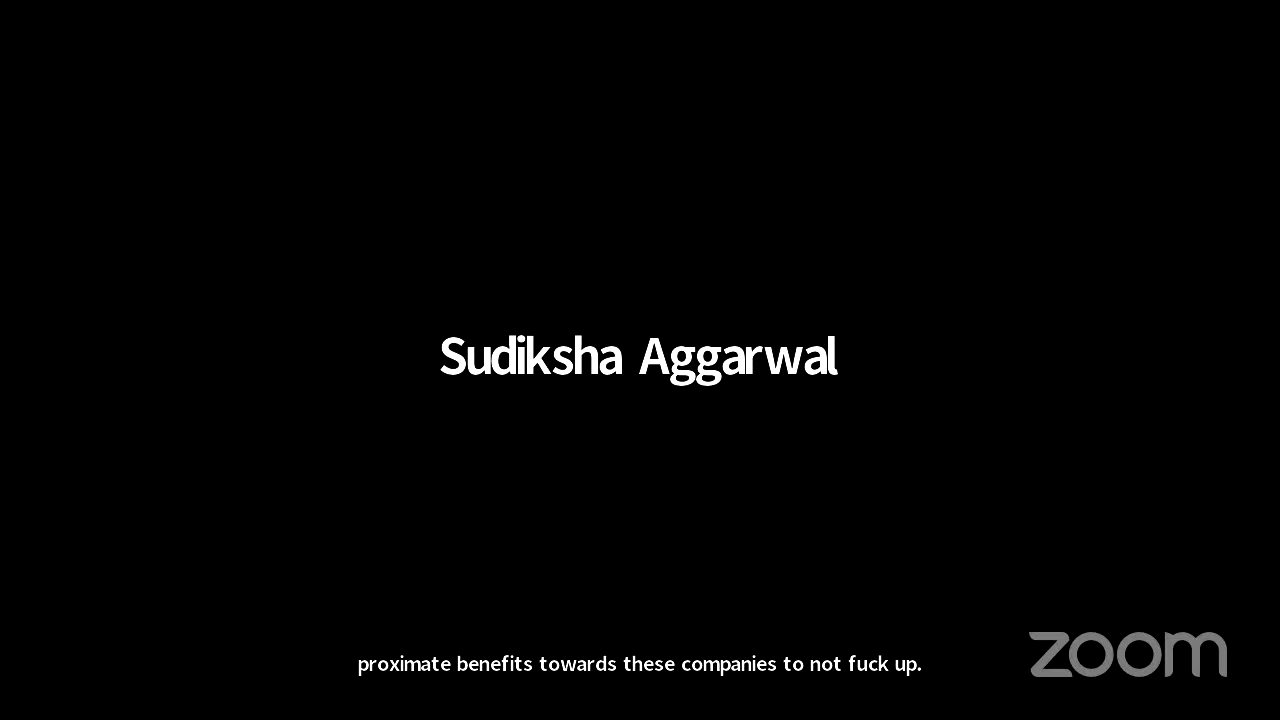 Sudiksha Aggarwal
proximate benefits towards these companies to not fuck up.
zoom